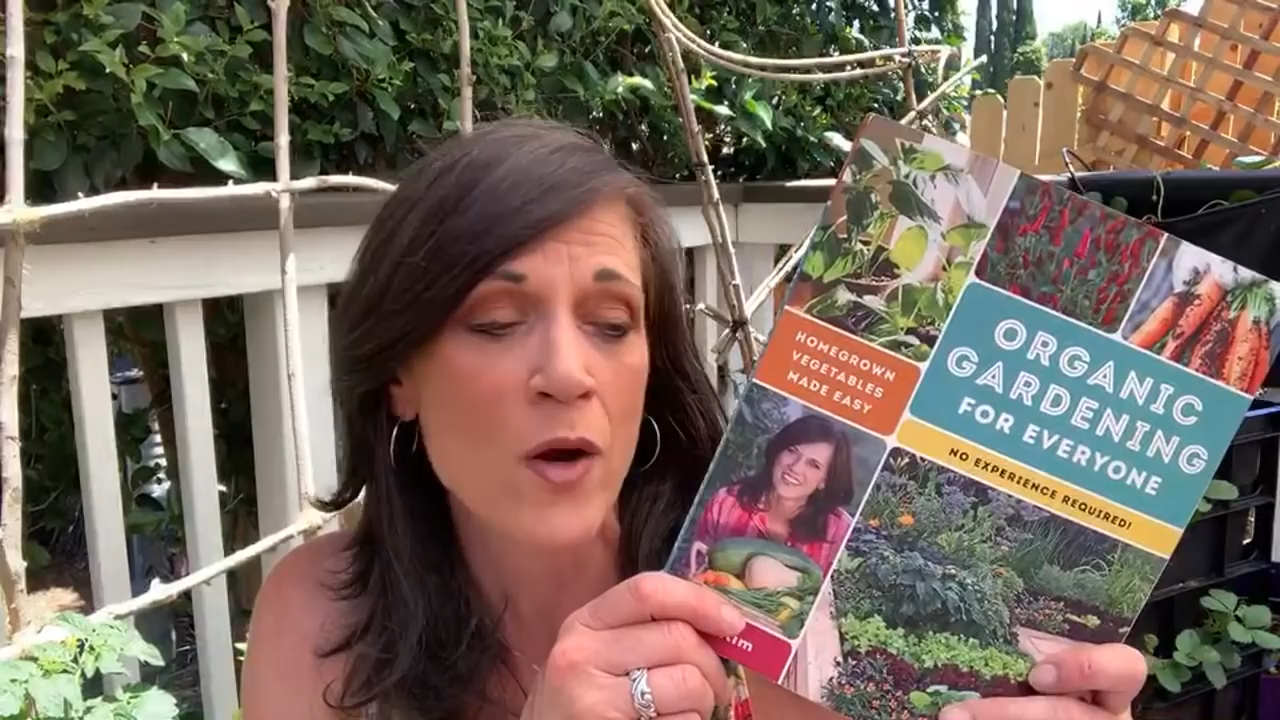 HOMEGROWN
VEGETABLES
MADE EASY
ORGANIC
GARDENING
FOR EVERYONE
NO EXPERIENCE REQUIRED!